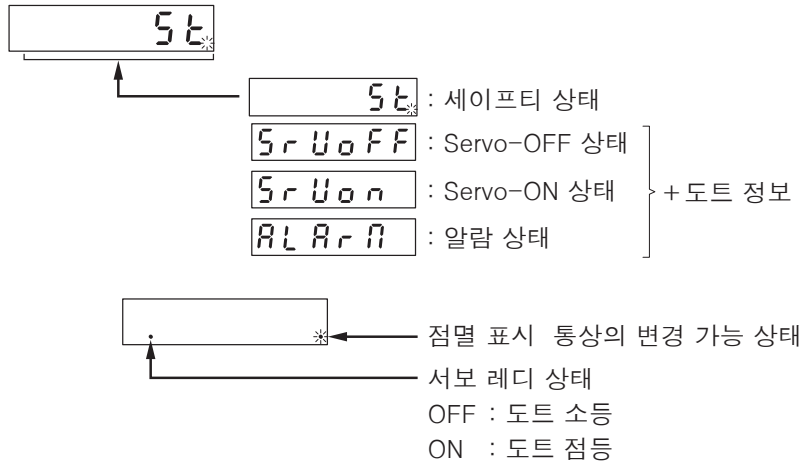 St
St : 세이프티 상태
SrUoFF : Servo-OFF 상태
SrUon : Servo-ON 상태
+도트 정보
ALArM : 알람 상태
점멸 표시 통상의 변경 가능 상태
서보 레디 상태
OFF : 도트 소등
ON : 도트 점등